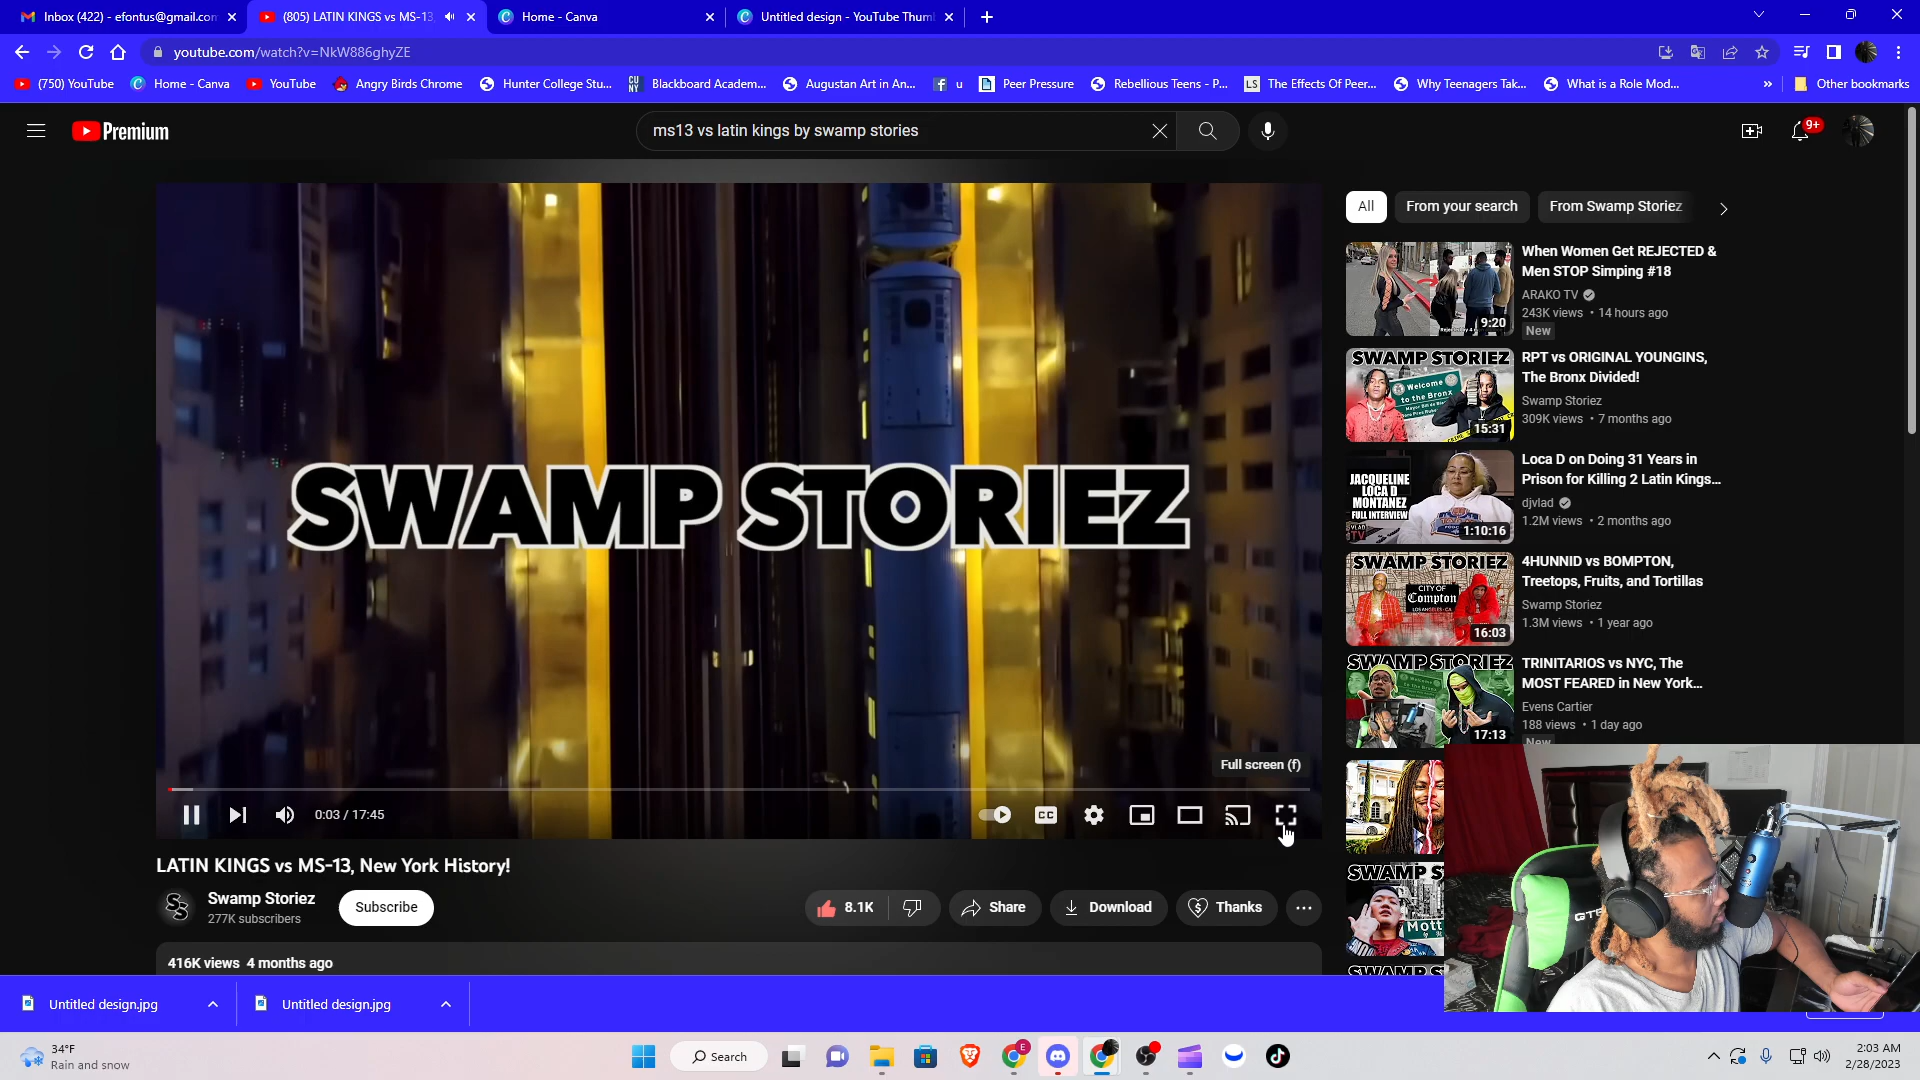 Inbox (422) - efontus@gmail.com
(805) LATIN KINGS vs MS-13,
Home - Canva
Untitled design - YouTube Thum
youtube.com/watch?v=NkW886ghyZE
(750) YouTube
Home - Canva
YouTube
Angry Birds Chrome
Hunter College Stu...
CU NY
Blackboard Academ...
Augustan Art in An...
u
Peer Pressure
Rebellious Teens - P...
LS
The Effects Of Peer...
Why Teenagers Tak...
What is a Role Mod...
»
Other bookmarks
Premium
ms13 vs latin kings by swamp stories
9+
SWAMP STORIEZ
Full screen (f)
0:03 / 17:45
CC
LATIN KINGS vs MS-13, New York History!
Swamp Storiez
277K subscribers
Subscribe
8.1K
Share
Download
Thanks
416K views 4 months ago
All
From your search
From Swamp Storiez
9:20
When Women Get REJECTED &
Men STOP Simping #18
ARAKO TV
243K views • 14 hours ago
New
SWAMP STORIEZ
Welcome
to the Bronx
15:31
RPT vs ORIGINAL YOUNGINS,
The Bronx Divided!
Swamp Storiez
309K views • 7 months ago
JACQUELINE
LOCA D
MONTANEZ
FULL INTERVIEW
VLAD
TV
1:10:16
Loca D on Doing 31 Years in
Prison for Killing 2 Latin Kings...
djvlad
1.2M views • 2 months ago
SWAMP STORIEZ
CITY OF
Compton
LOS ANGELES - CA
16:03
4HUNNID vs BOMPTON,
Treetops, Fruits, and Tortillas
Swamp Storiez
1.3M views • 1 year ago
SWAMP STORIEZ
17:13
TRINITARIOS vs NYC, The
MOST FEARED in New York...
Evens Cartier
188 views • 1 day ago
New
SWAMP S
Mott
SWAMP S
Untitled design.jpg
Untitled design.jpg
34°F
Rain and snow
Search
E
2:03 AM
2/28/2023